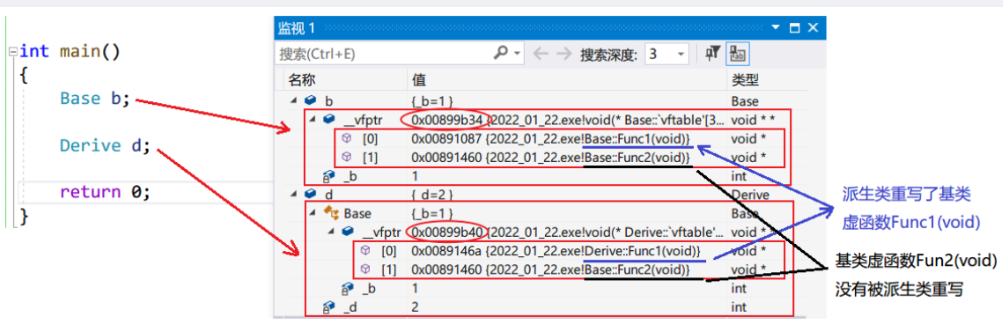 int main()
{
Base b;
Derive d;
return 0;
}
监视 1
搜索(Ctrl+E) 搜索深度: 3
名称 值 类型
b {_b=1} Base
__vfptr 0x00899b34 {2022_01_22.exe!void(* Base::`vftable'[3... void * *
[0] 0x00891087 {2022_01_22.exe!Base::Func1(void)} void *
[1] 0x00891460 {2022_01_22.exe!Base::Func2(void)} void *
_b 1 int
d {_d=2} Derive
Base {_b=1} Base
__vfptr 0x00899b40 {2022_01_22.exe!void(* Derive::`vftable'... void * *
[0] 0x0089146a {2022_01_22.exe!Derive::Func1(void)} void *
[1] 0x00891460 {2022_01_22.exe!Base::Func2(void)} void *
_b 1 int
_d 2 int
派生类重写了基类
虚函数Func1(void)
基类虚函数Fun2(void)
没有被派生类重写